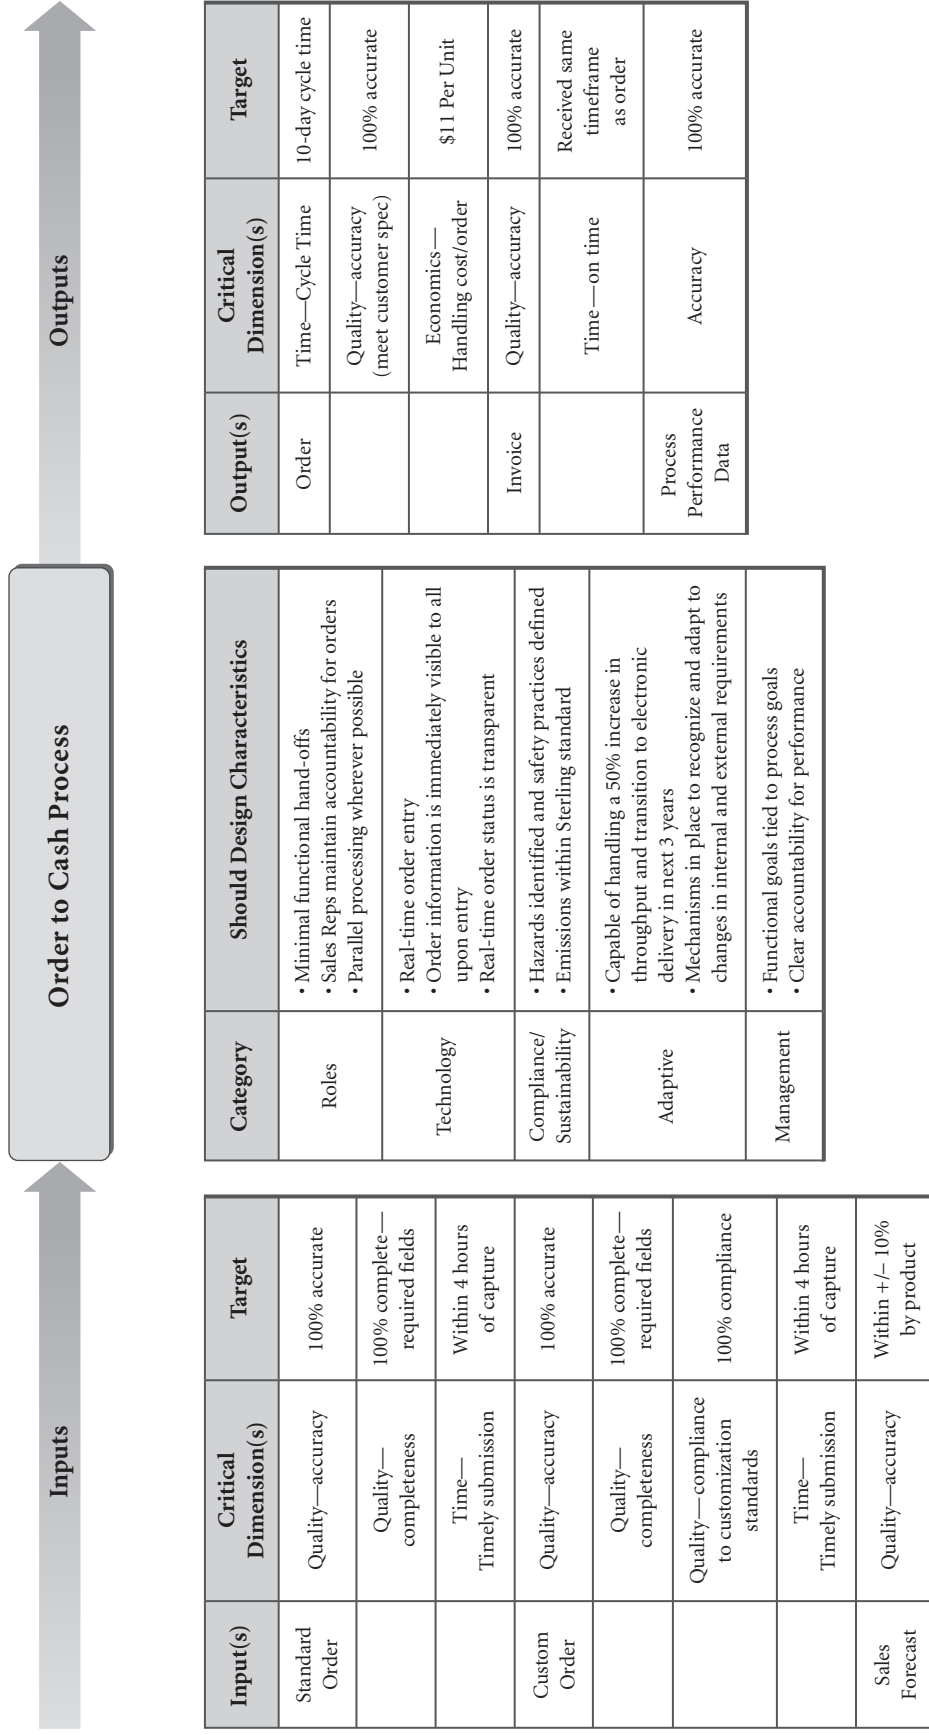 Inputs
Order to Cash Process
Outputs
Input(s)
Critical
Dimension(s)
Target
Standard
Order
Quality—accuracy
100% accurate
Quality—
completeness
100% complete—
required fields
Time—
Timely submission
Within 4 hours
of capture
Custom
Order
Quality—accuracy
100% accurate
Quality—
completeness
100% complete—
required fields
Quality—compliance
to customization
standards
100% compliance
Time—
Timely submission
Within 4 hours
of capture
Sales
Forecast
Quality—accuracy
Within +/– 10%
by product
Category
Should Design Characteristics
Roles
• Minimal functional hand-offs
• Sales Reps maintain accountability for orders
• Parallel processing wherever possible
Technology
• Real-time order entry
• Order information is immediately visible to all
upon entry
• Real-time order status is transparent
Compliance/
Sustainability
• Hazards identified and safety practices defined
• Emissions within Sterling standard
Adaptive
• Capable of handling a 50% increase in
throughput and transition to electronic
delivery in next 3 years
• Mechanisms in place to recognize and adapt to
changes in internal and external requirements
Management
• Functional goals tied to process goals
• Clear accountability for performance
Output(s)
Critical
Dimension(s)
Target
Order
Time—Cycle Time
10-day cycle time
Quality—accuracy
(meet customer spec)
100% accurate
Economics—
Handling cost/order
$11 Per Unit
Invoice
Quality—accuracy
100% accurate
Time—on time
Received same
timeframe
as order
Process
Performance
Data
Accuracy
100% accurate